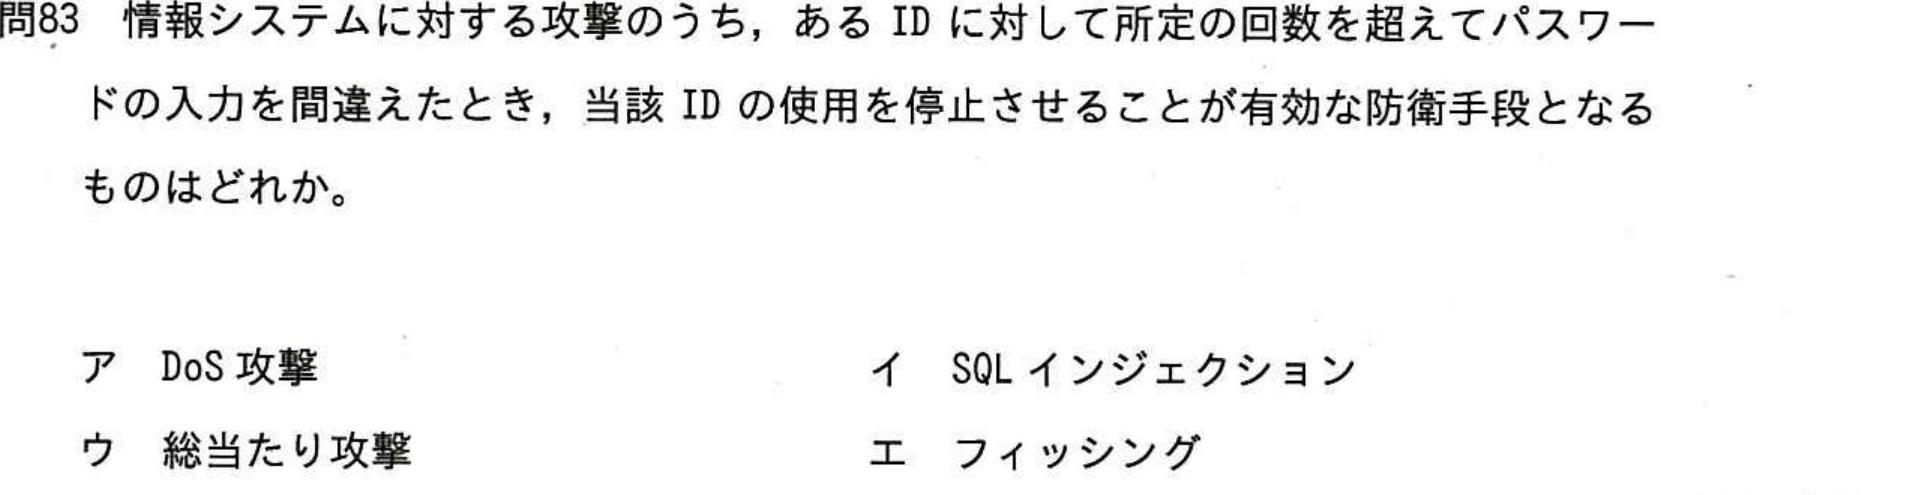 問83 情報システムに対する攻撃のうち，ある ID に対して所定の回数を超えてパスワー
ドの入力を間違えたとき，当該 ID の使用を停止させることが有効な防衛手段となる
ものはどれか。
ア DoS 攻撃 イ SQL インジェクション
ウ 総当たり攻撃 エ フィッシング